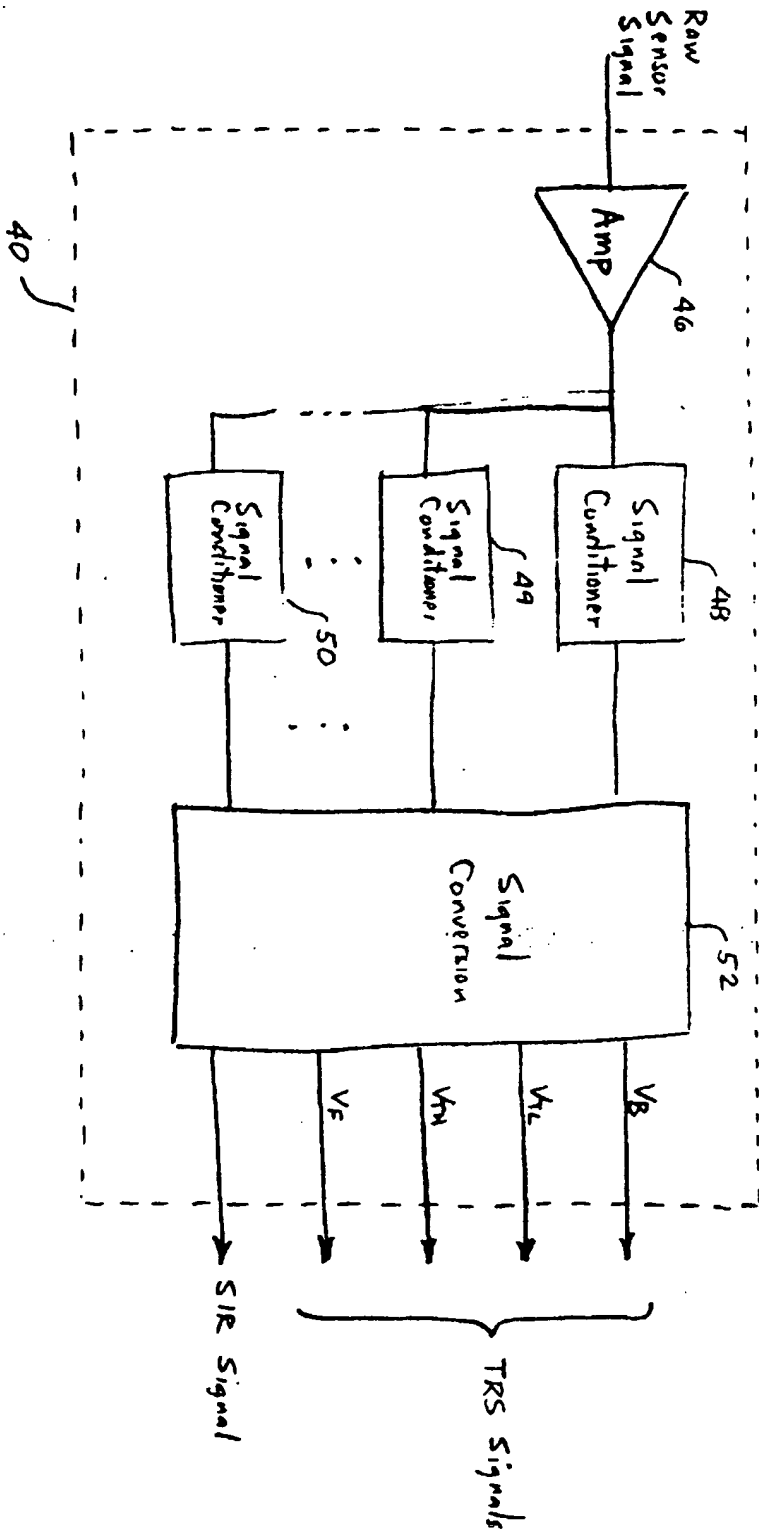 Raw
Sensor
Signal
Amp
46
Signal
Conditioner
48
Signal
Conditioner
49
Signal
Conditioner
50
Signal
Conversion
52
VB
VTL
VTH
VF
TRS Signals
SIR Signal
40